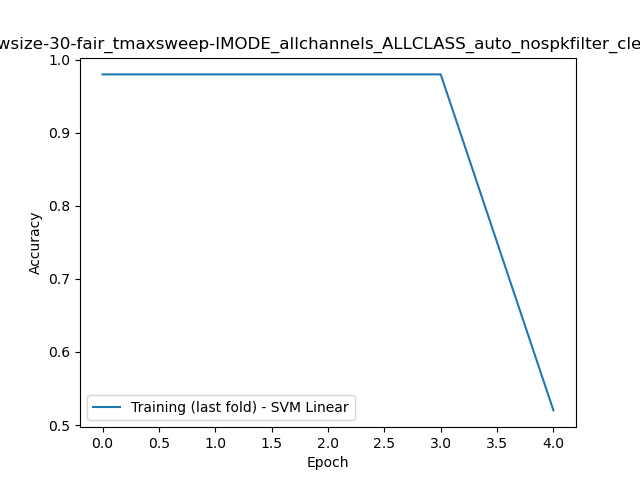 wsize-30-fair_tmaxsweep-IMODE_allchannels_ALLCLASS_auto_nospkfilter_cle
1.0
0.9
0.8
0.7
0.6
0.5
Accuracy
Training (last fold) - SVM Linear
0.0 0.5 1.0 1.5 2.0 2.5 3.0 3.5 4.0
Epoch